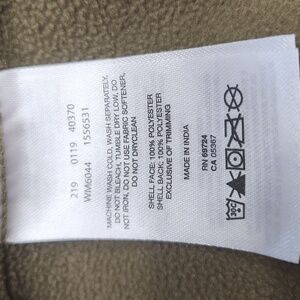 219 0119 40370
WM6044 1556531
MACHINE WASH COLD, WASH SEPARATELY,
DO NOT BLEACH, TUMBLE DRY LOW, DO
NOT IRON, DO NOT USE FABRIC SOFTENER,
DO NOT DRYCLEAN
SHELL FACE: 100% POLYESTER
SHELL BACK: 100% POLYESTER
EXCLUSIVE OF TRIMMING
MADE IN INDIA
RN 69724
CA 05367
30C